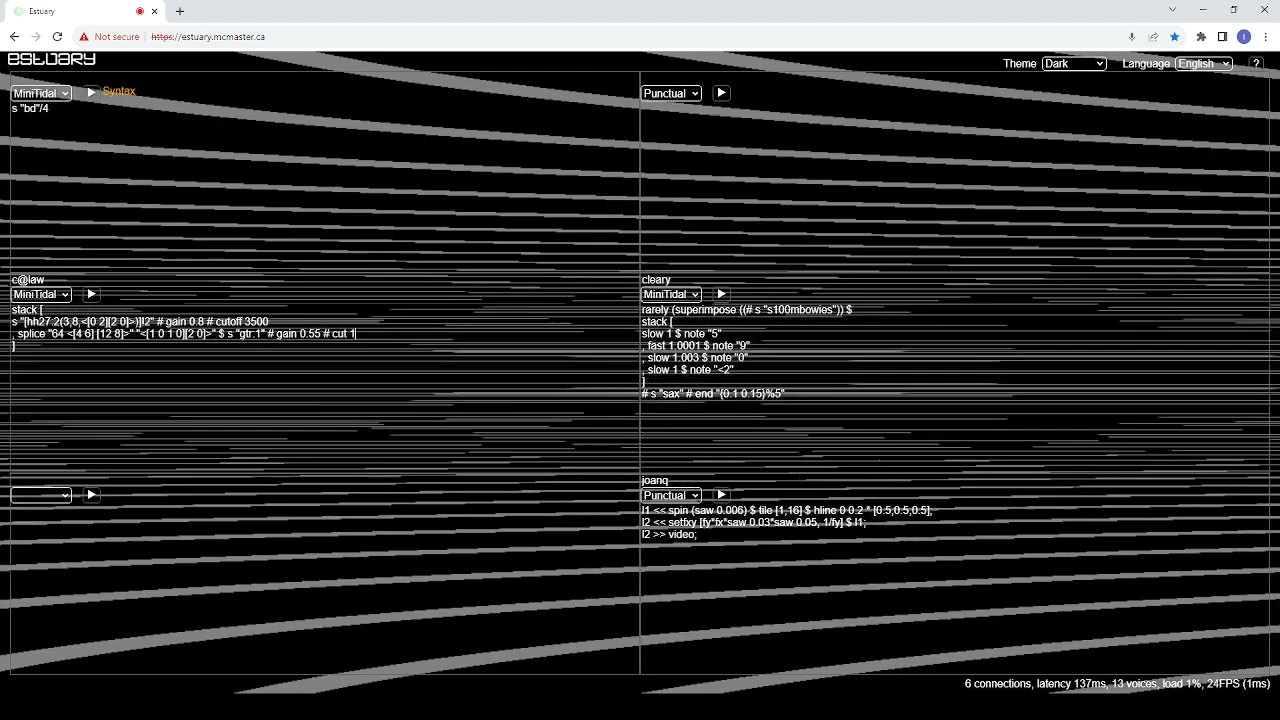 Estuary
Not secure https://estuary.mcmaster.ca
ESTUARY
Theme Dark Language English ?
MiniTidal Syntax
s "bd"/4
Punctual
c@law
MiniTidal
stack [
s "[hh27:2(3,8,<[0 2][2 0]>)]!2" # gain 0.8 # cutoff 3500
, splice "64 <[4 6] [12 8]>" "<[1 0 1 0][2 0]>" $ s "gtr:1" # gain 0.55 # cut 1
]
cleary
MiniTidal
rarely (superimpose ((# s "s100mbowies")) $
stack [
slow 1 $ note "5"
, fast 1.0001 $ note "9"
, slow 1.003 $ note "0"
, slow 1 $ note "<2"
]
# s "sax" # end "{0.1 0.15}%5"
joanq
Punctual
l1 << spin (saw 0.006) $ tile [1,16] $ hline 0 0.2 * [0.5,0.5,0.5];
l2 << setfxy [fy*fx*saw 0.03*saw 0.05, 1/fy] $ l1;
l2 >> video;
6 connections, latency 137ms, 13 voices, load 1%, 24FPS (1ms)